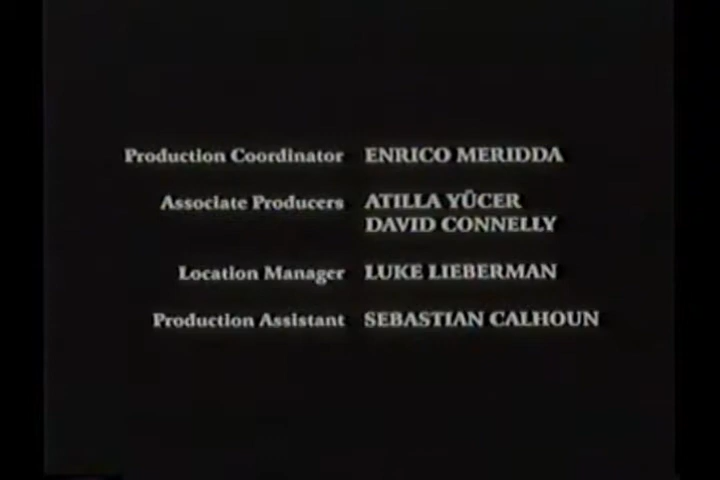 Production Coordinator ENRICO MERIDDA
Associate Producers ATILLA YÜCER
DAVID CONNELLY
Location Manager LUKE LIEBERMAN
Production Assistant SEBASTIAN CALHOUN